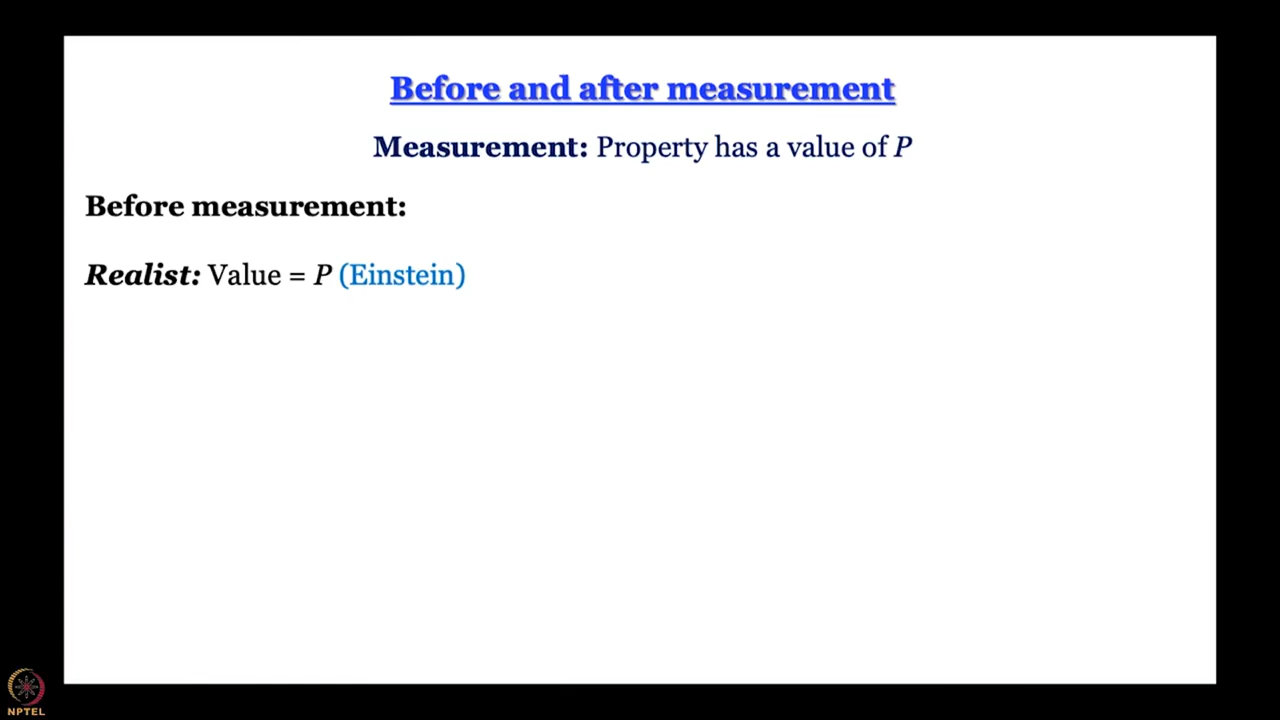 Before and after measurement
Measurement: Property has a value of P
Before measurement:
Realist: Value = P (Einstein)
NPTEL